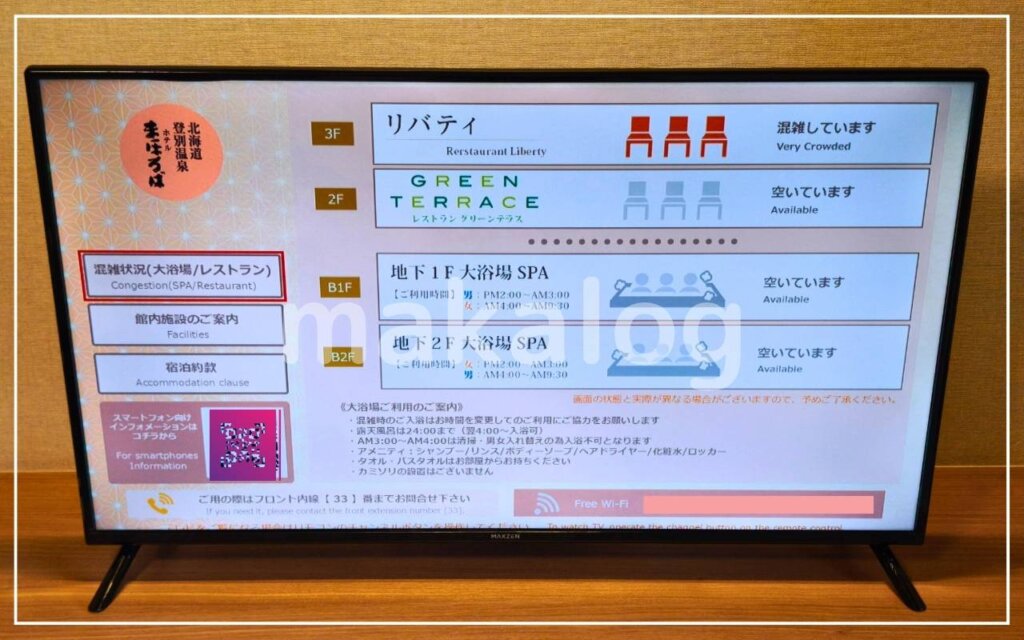 北海道
登別温泉
ホテル
まほろば
混雑状況(大浴場/レストラン)
Congestion(SPA/Restaurant)
館内施設のご案内
Facilities
宿泊約款
Accommodation clause
スマートフォン向け
インフォメーションは
コチラから
For smartphones
Information
3F
リバティ
Rerstaurant Liberty
混雑しています
Very Crowded
2F
GREEN
TERRACE
レストラン グリーンテラス
空いています
Available
B1F
地下1F 大浴場 SPA
【ご利用時間】 男：PM2:00~AM3:00
女：AM4:00~AM9:30
空いています
Available
B2F
地下2F 大浴場 SPA
【ご利用時間】 女：PM2:00~AM3:00
男：AM4:00~AM9:30
空いています
Available
makalog
画面の状態と実際が異なる場合がございますので、予めご了承ください。
《大浴場ご利用のご案内》
・混雑時のご入浴はお時間を変更してのご利用にご協力をお願いします
・露天風呂は24:00まで（翌4:00~入浴可）
・AM3:00~AM4:00は清掃・男女入れ替えの為入浴不可となります
・アメニティ：シャンプー/リンス/ボディーソープ/ヘアドライヤー/化粧水/ロッカー
・タオル・バスタオルはお部屋からお持ちください
・カミソリの設置はございません
ご用の際はフロント内線【 33 】番までお問合せ下さい
If you need it, please contact the front extension number (33).
Free Wi-Fi
To watch TV, operate the channel button on the remote control
MAXZEN